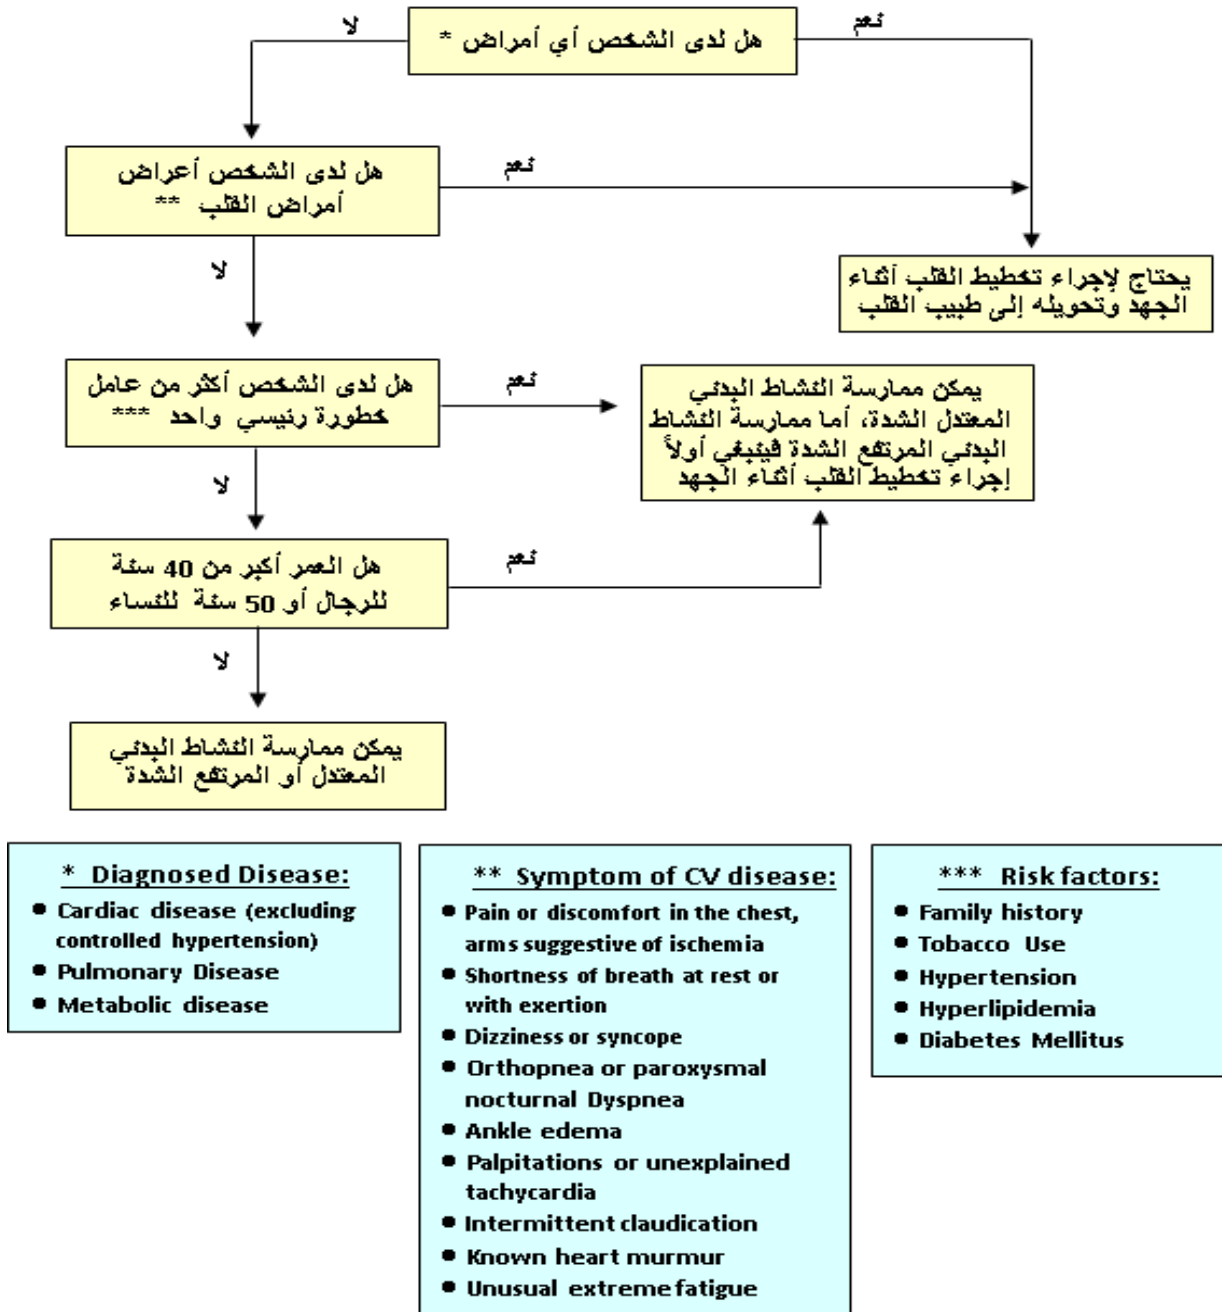 هل لدى الشخص أي أمراض *
لا
نعم
هل لدى الشخص أعراض
أمراض القلب **
نعم
لا
يحتاج لإجراء تخطيط القلب أثناء
الجهد وتحويله إلى طبيب القلب
هل لدى الشخص أكثر من عامل
خطورة رئيسي واحد ***
نعم
لا
يمكن ممارسة النشاط البدني
المعتدل الشدة، أما ممارسة النشاط
البدني المرتفع الشدة فينبغي أولاً
إجراء تخطيط القلب أثناء الجهد
هل العمر أكبر من 40 سنة
للرجال أو 50 سنة للنساء
نعم
لا
يمكن ممارسة النشاط البدني
المعتدل أو المرتفع الشدة
* Diagnosed Disease:
● Cardiac disease (excluding
controlled hypertension)
● Pulmonary Disease
● Metabolic disease
** Symptom of CV disease:
● Pain or discomfort in the chest,
arms suggestive of ischemia
● Shortness of breath at rest or
with exertion
● Dizziness or syncope
● Orthopnea or paroxysmal
nocturnal Dyspnea
● Ankle edema
● Palpitations or unexplained
tachycardia
● Intermittent claudication
● Known heart murmur
● Unusual extreme fatigue
*** Risk factors:
● Family history
● Tobacco Use
● Hypertension
● Hyperlipidemia
● Diabetes Mellitus